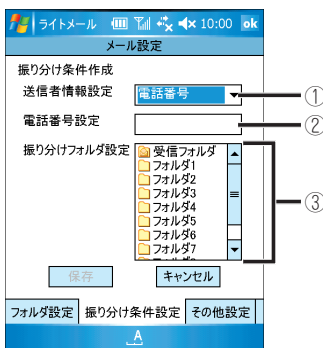 ライトメール 10:00 ok
メール設定
振り分け条件作成
送信者情報設定 電話番号 ①
電話番号設定 ②
振り分けフォルダ設定 受信フォルダ
フォルダ1
フォルダ2
フォルダ3
フォルダ4 ③
フォルダ5
フォルダ6
フォルダ7
保存 キャンセル
フォルダ設定 振り分け条件設定 その他設定
A